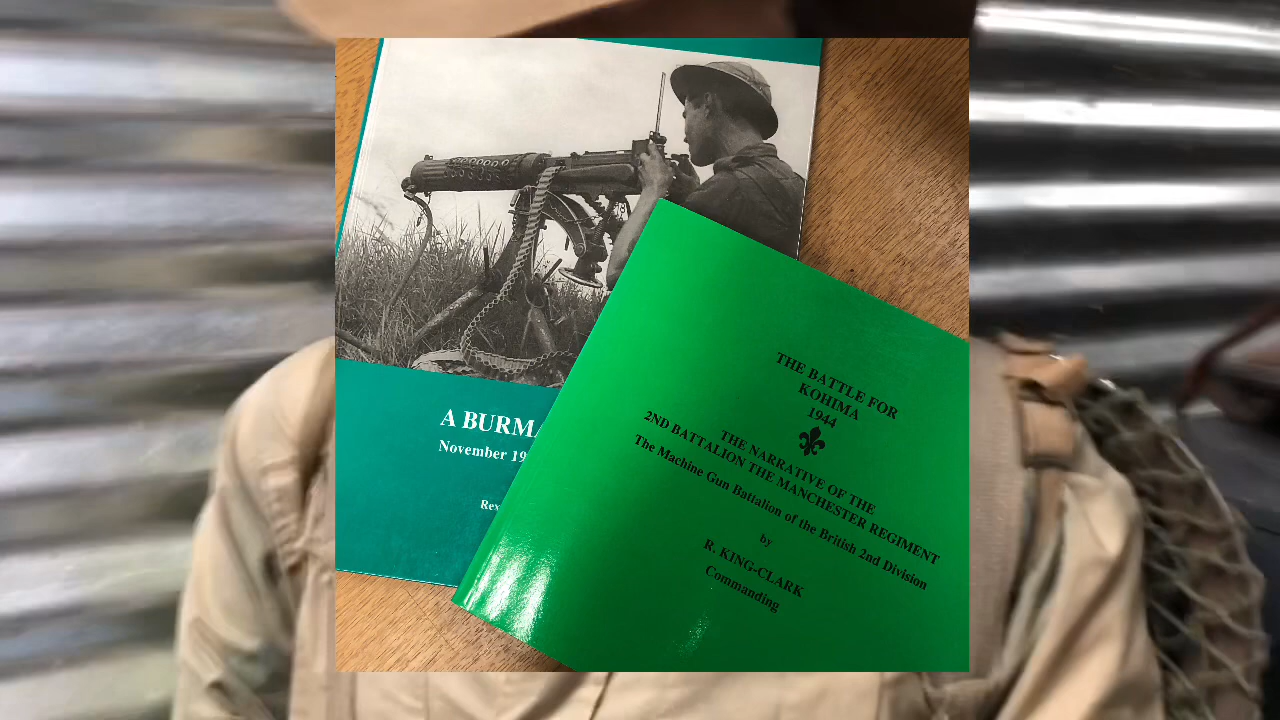 A BURMA
November 19
Rex
THE BATTLE FOR
KOHIMA
1944
THE NARRATIVE OF THE
2ND BATTALION THE MANCHESTER REGIMENT
The Machine Gun Battalion of the British 2nd Division
by
R. KING-CLARK
Commanding